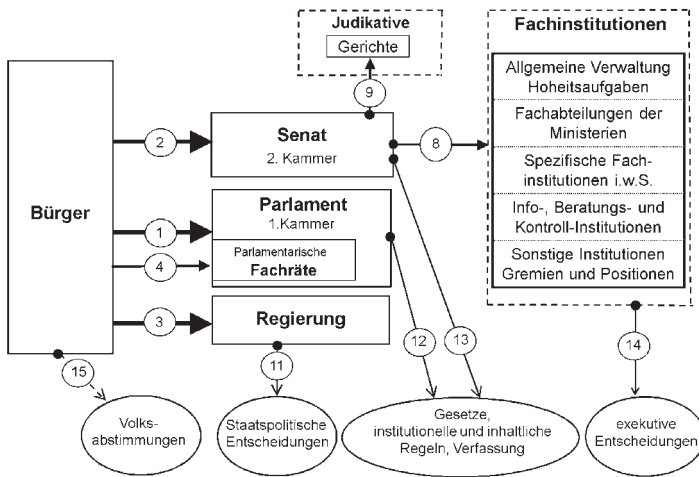 Judikative
Gerichte
9
Fachinstitutionen
Allgemeine Verwaltung
Hoheitsaufgaben
Fachabteilungen der
Ministerien
Spezifische Fach-
institutionen i.w.S.
Info-, Beratungs- und
Kontroll-Institutionen
Sonstige Institutionen
Gremien und Positionen
Bürger
2
Senat
2. Kammer
8
1
Parlament
1.Kammer
4
Parlamentarische
Fachräte
3
Regierung
15
11
12
13
14
Volks-
abstimmungen
Staatspolitische
Entscheidungen
Gesetze,
institutionelle und inhaltliche
Regeln, Verfassung
exekutive
Entscheidungen